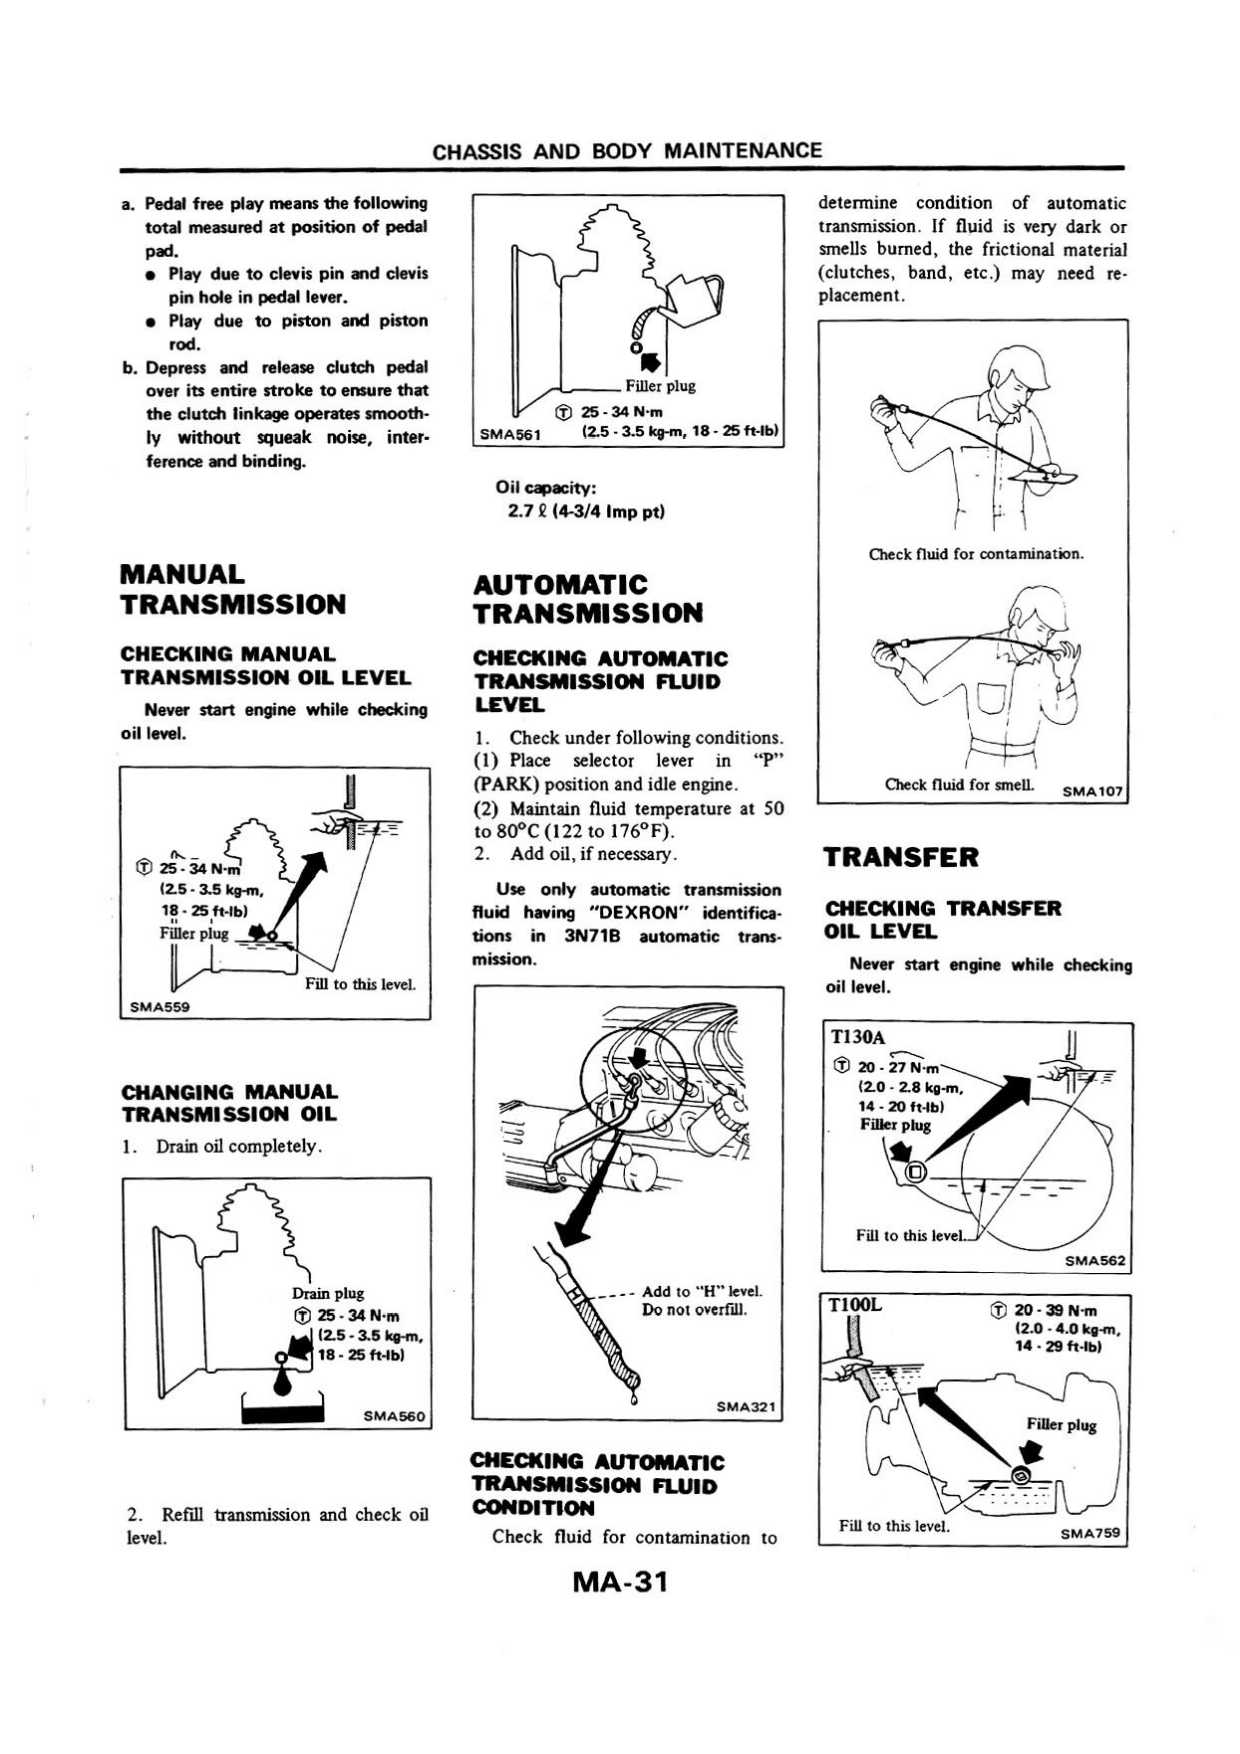 CHASSIS AND BODY MAINTENANCE
a. Pedal free play means the following
total measured at position of pedal
pad.
● Play due to clevis pin and clevis
pin hole in pedal lever.
● Play due to piston and piston
rod.
b. Depress and release clutch pedal
over its entire stroke to ensure that
the clutch linkage operates smooth-
ly without squeak noise, inter-
ference and binding.
MANUAL
TRANSMISSION
CHECKING MANUAL
TRANSMISSION OIL LEVEL
Never start engine while checking
oil level.
Ⓣ 25 - 34 N·m
(2.5 - 3.5 kg-m,
18 - 25 ft-lb)
Filler plug
Fill to this level.
SMA559
CHANGING MANUAL
TRANSMISSION OIL
1. Drain oil completely.
Drain plug
Ⓣ 25 - 34 N·m
(2.5 - 3.5 kg-m,
18 - 25 ft-lb)
SMA560
2. Refill transmission and check oil
level.
Filler plug
Ⓣ 25 - 34 N·m
(2.5 - 3.5 kg-m, 18 - 25 ft-lb)
SMA561
Oil capacity:
2.7 ℓ (4-3/4 Imp pt)
AUTOMATIC
TRANSMISSION
CHECKING AUTOMATIC
TRANSMISSION FLUID
LEVEL
1. Check under following conditions.
(1) Place selector lever in “P”
(PARK) position and idle engine.
(2) Maintain fluid temperature at 50
to 80°C (122 to 176°F).
2. Add oil, if necessary.
Use only automatic transmission
fluid having "DEXRON" identifica-
tions in 3N71B automatic trans-
mission.
H
Add to “H” level.
Do not overfill.
SMA321
CHECKING AUTOMATIC
TRANSMISSION FLUID
CONDITION
Check fluid for contamination to
determine condition of automatic
transmission. If fluid is very dark or
smells burned, the frictional material
(clutches, band, etc.) may need re-
placement.
Check fluid for contamination.
Check fluid for smell.
SMA107
TRANSFER
CHECKING TRANSFER
OIL LEVEL
Never start engine while checking
oil level.
T130A
Ⓣ 20 - 27 N·m
(2.0 - 2.8 kg-m,
14 - 20 ft-lb)
Filler plug
Fill to this level.
SMA562
T100L
Ⓣ 20 - 39 N·m
(2.0 - 4.0 kg-m,
14 - 29 ft-lb)
Filler plug
Fill to this level.
SMA759
MA-31